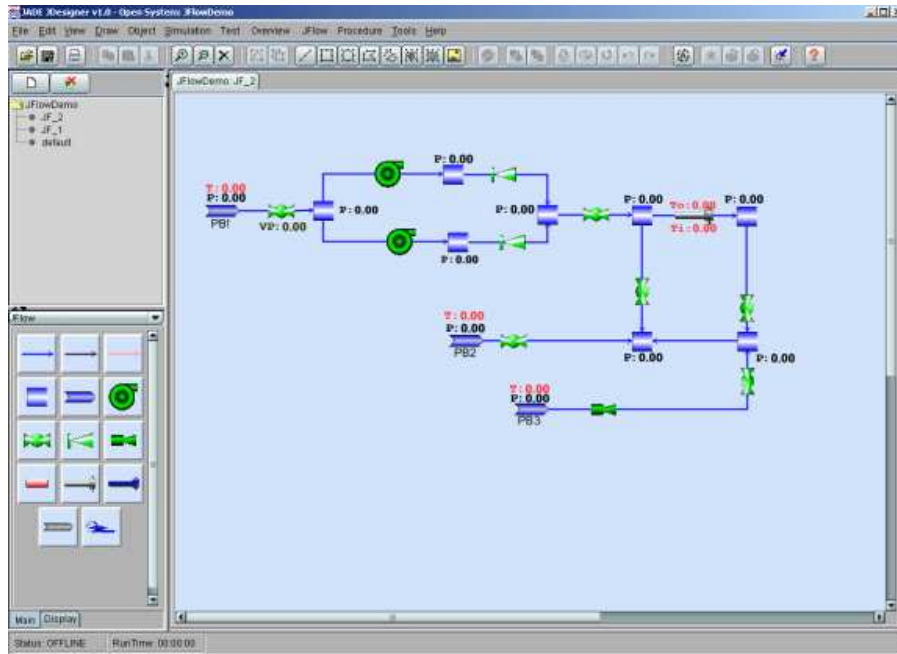 JADE JDesigner v1.0 - Open System: JFlowDemo
File Edit View Draw Object Simulation Test Overview JFlow Procedure Tools Help
JFlowDemo: JF_2
JFlowDemo
JF_2
JF_1
default
P: 0.00
T: 0.00
P: 0.00
PB1
VP: 0.00
P: 0.00
P: 0.00
P: 0.00
P: 0.00
To: 0.00
P: 0.00
Ti: 0.00
P: 0.00
JFlow
T: 0.00
P: 0.00
PB2
P: 0.00
P: 0.00
T: 0.00
P: 0.00
PB3
Main Display
Status: OFFLINE RunTime: 00:00:00